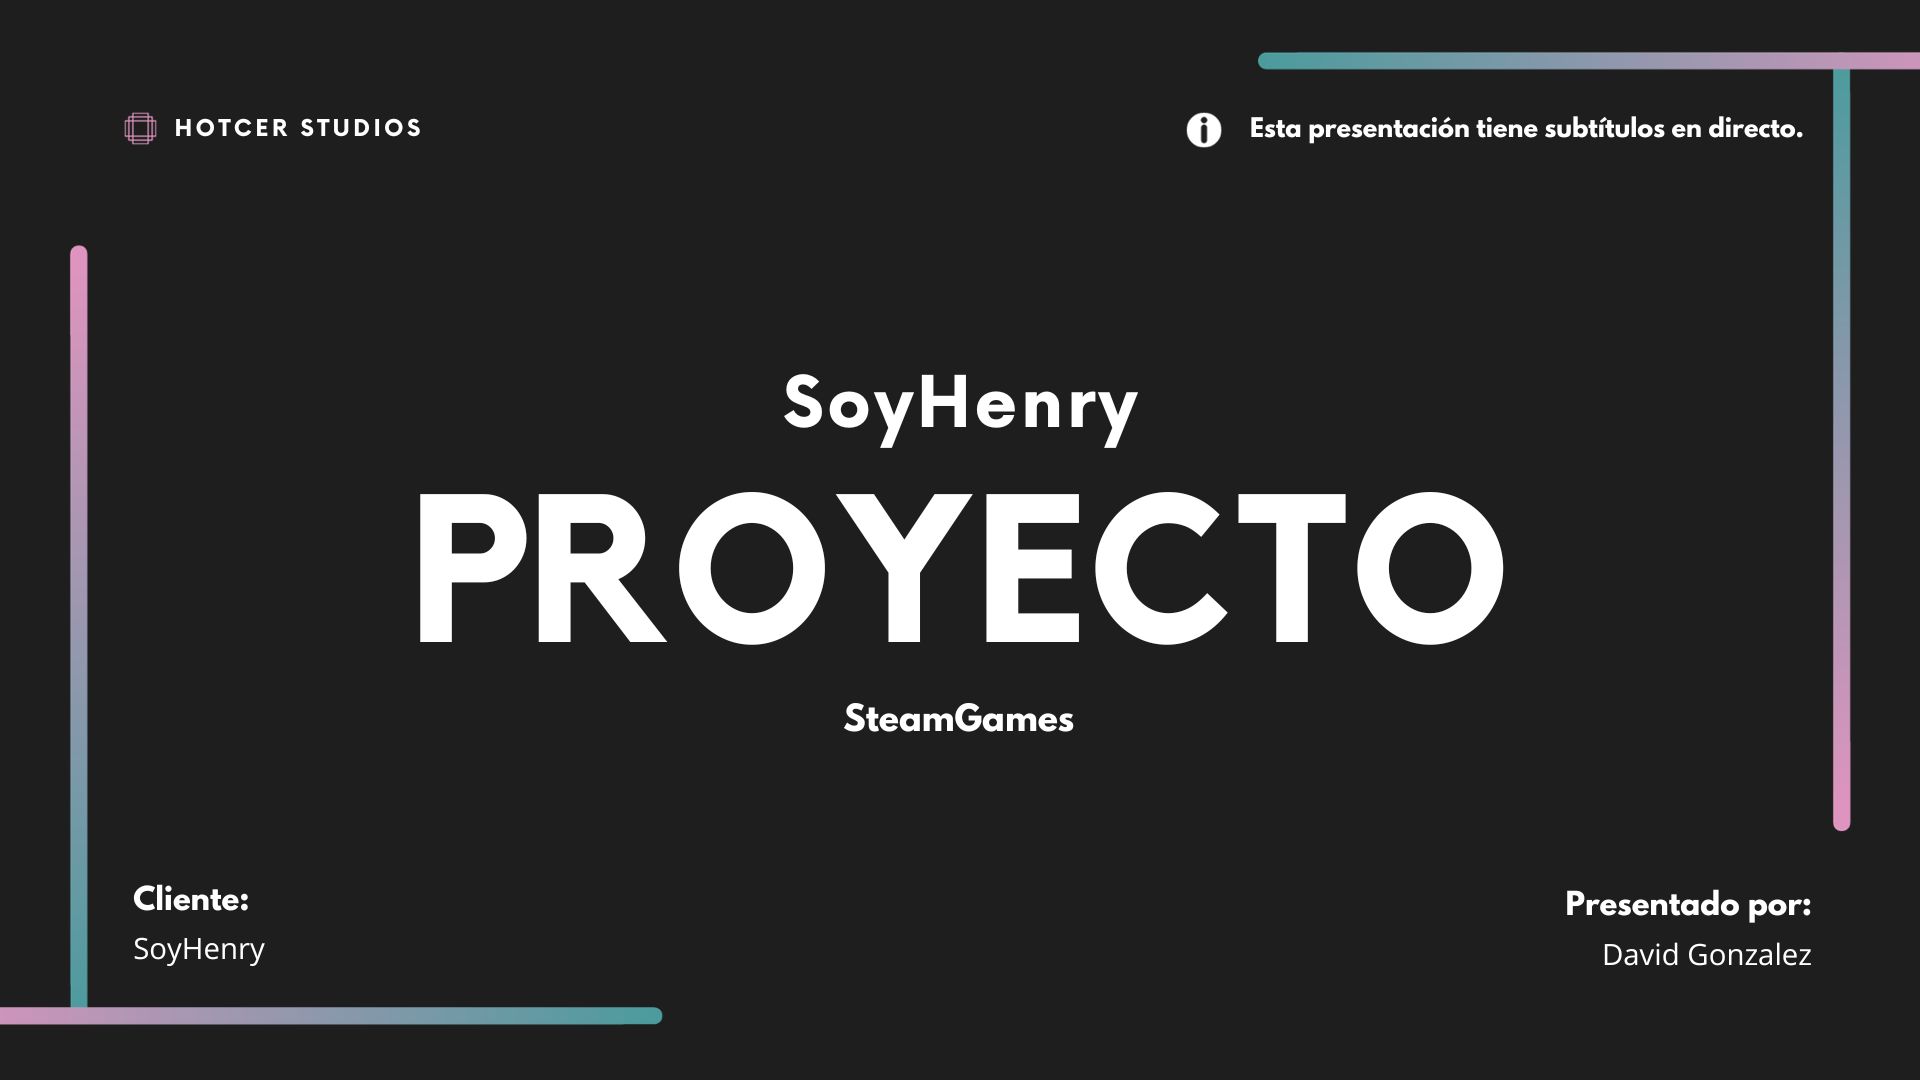 HOTCER STUDIOS
Esta presentación tiene subtítulos en directo.
SoyHenry
PROYECTO
SteamGames
Cliente:
SoyHenry
Presentado por:
David Gonzalez